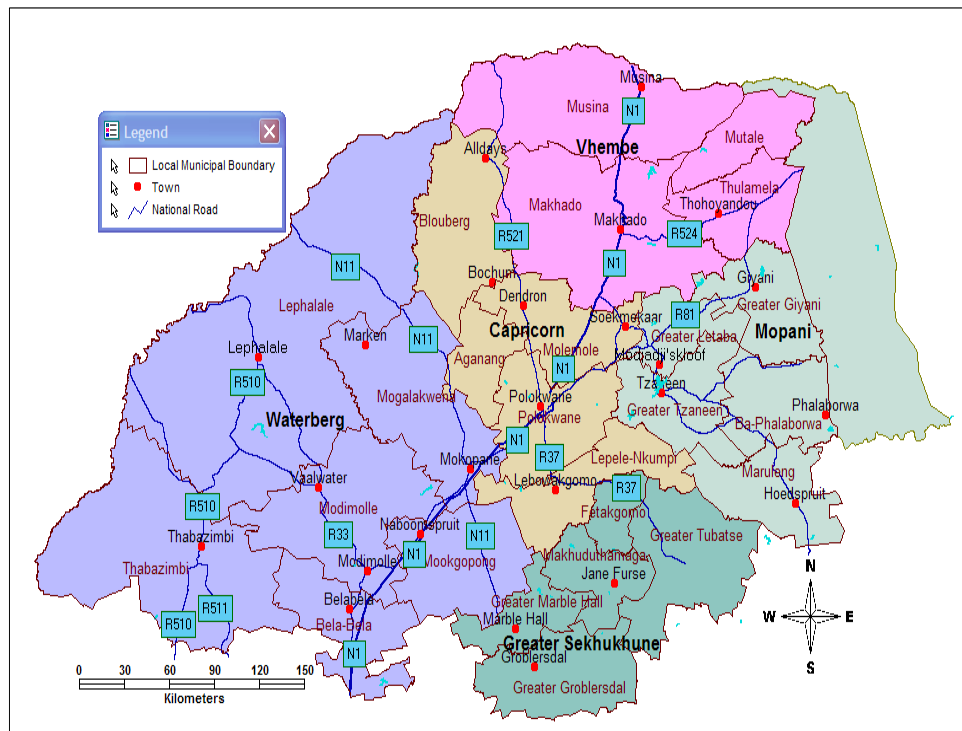 Legend
Local Municipal Boundary
Town
National Road
Musina
Musina
N1
Vhembe
Mutale
Alldays
Thulamela
Makhado
Thohoyandou
Blouberg
Makhado
R521
R524
N11
N1
Bochum
Giyani
Lephalale
Dendron
Greater Giyani
R81
Soekmekaar
Capricorn
Greater Letaba
Mopani
Marken
N11
Molemole
Lephalale
Aganang
Modjadji'skloof
N1
R510
Tzaneen
Mogalakwena
Polokwane
Greater Tzaneen
Phalaborwa
Waterberg
Polokwane
Ba-Phalaborwa
N1
R37
Lepele-Nkumpi
Mokopane
Maruleng
Vaalwater
Lebowakgomo
R37
Hoedspruit
R510
Modimolle
Fetakgomo
Naboomspruit
Greater Tubatse
Thabazimbi
R33
N11
N1
Mookgopong
Makhuduthamaga
Thabazimbi
Modimolle
Jane Furse
N
Belabela
Greater Marble Hall
R511
R510
Bela-Bela
Marble Hall
W
E
Greater Sekhukhune
N1
Groblersdal
S
0 30 60 90 120 150
Greater Groblersdal
Kilometers